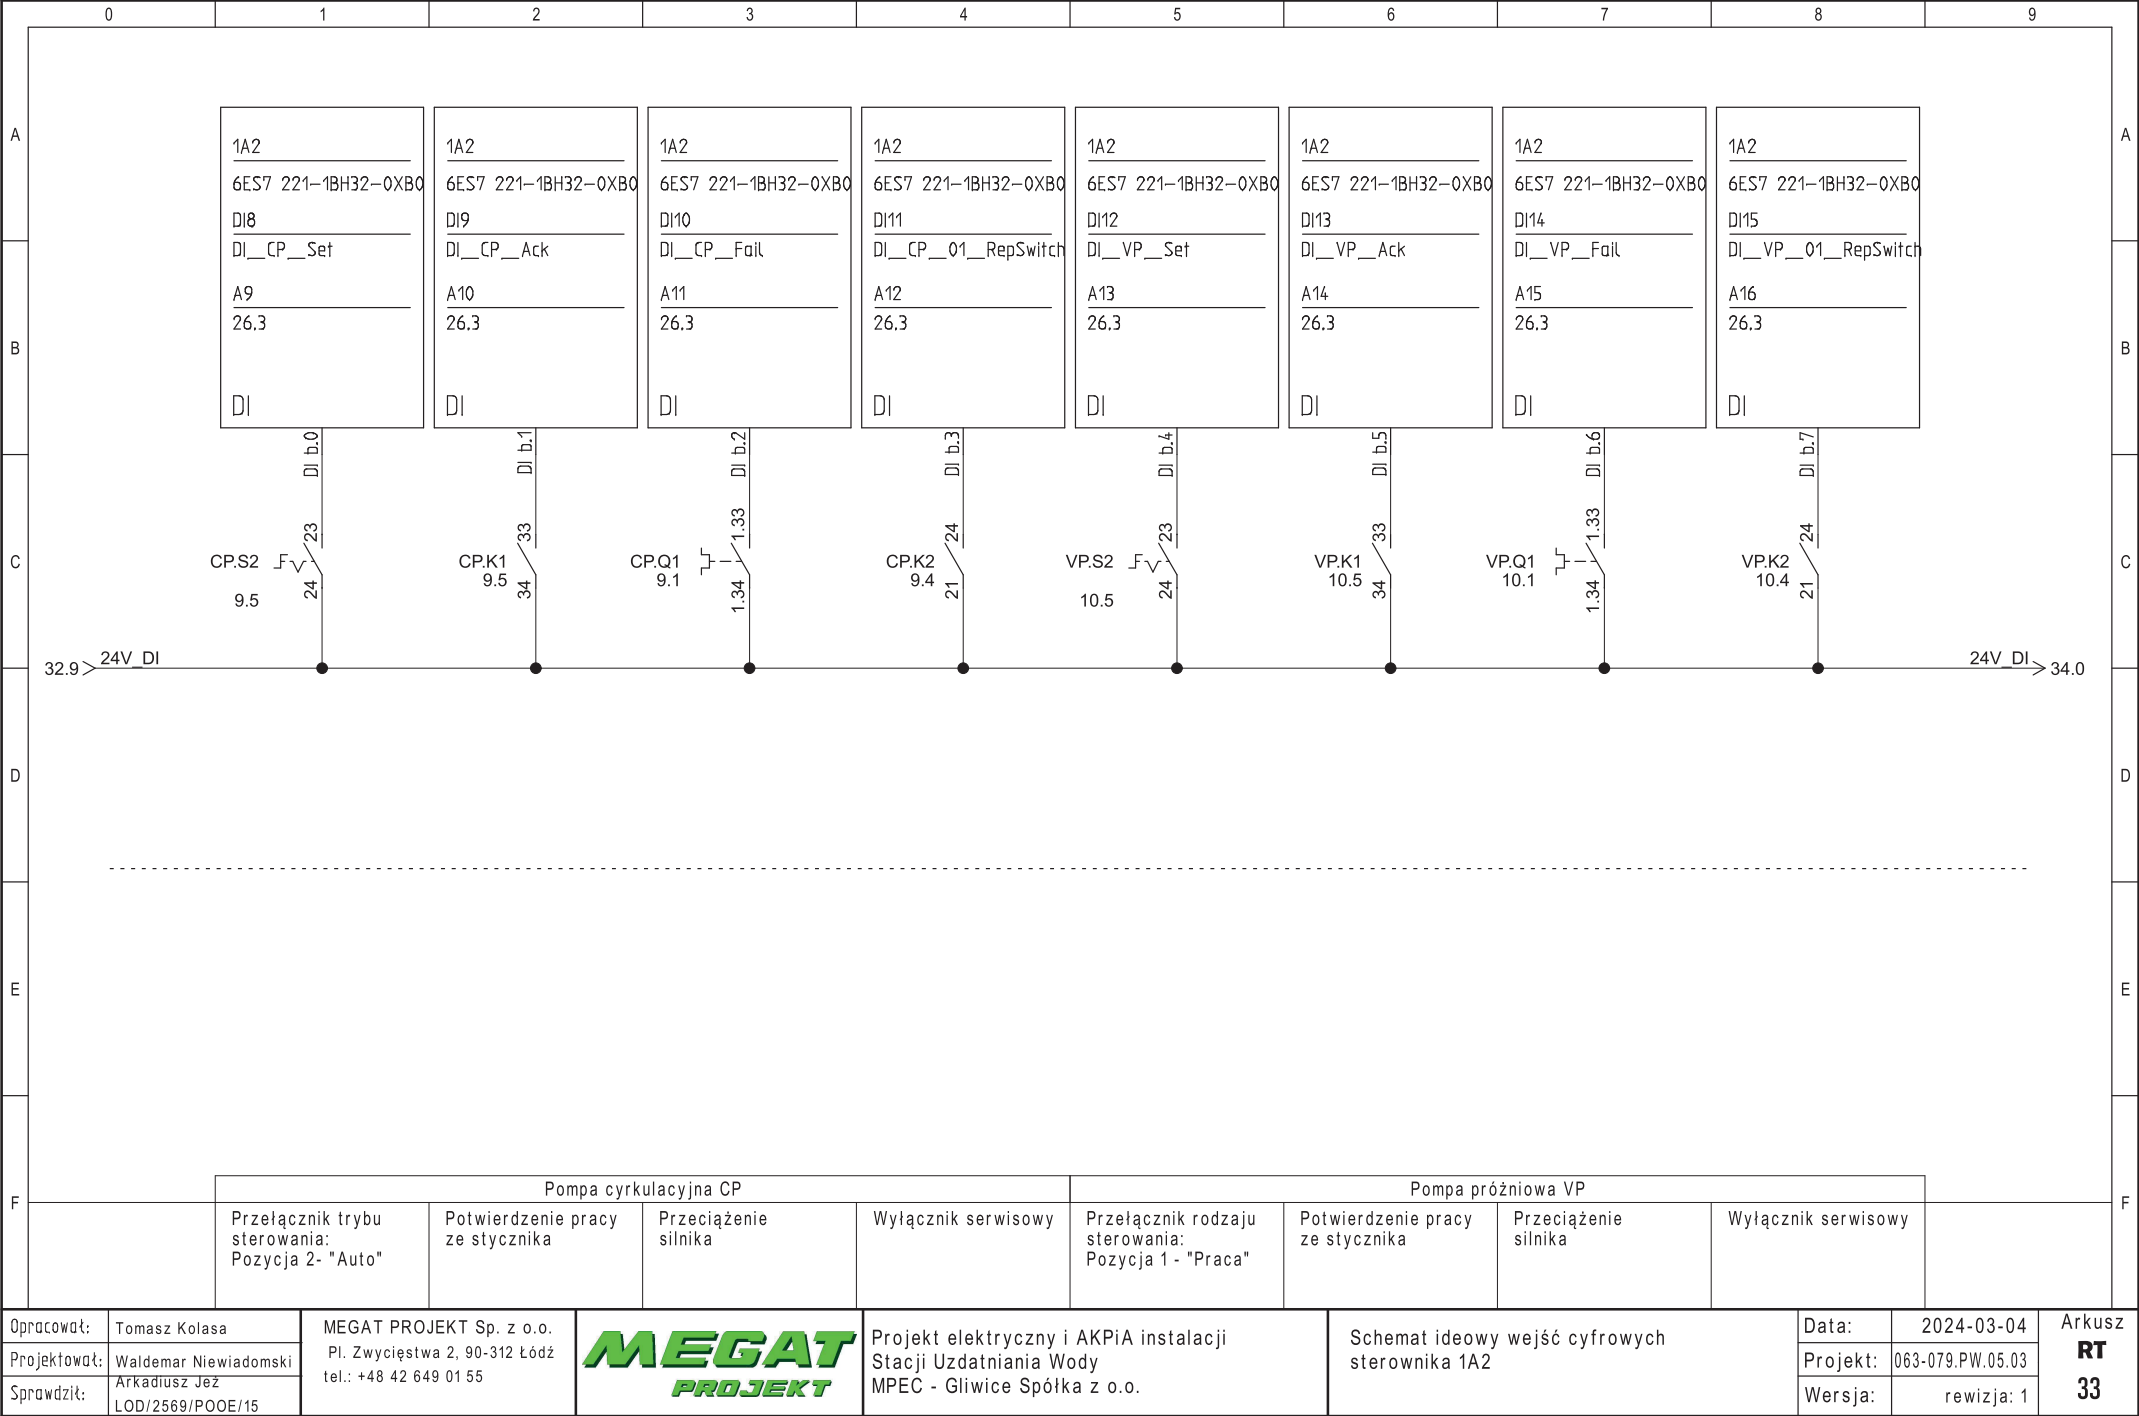 0 1 2 3 4 5 6 7 8 9
A A
1A2 1A2 1A2 1A2 1A2 1A2 1A2 1A2
6ES7 221-1BH32-0XB0 6ES7 221-1BH32-0XB0 6ES7 221-1BH32-0XB0 6ES7 221-1BH32-0XB0 6ES7 221-1BH32-0XB0 6ES7 221-1BH32-0XB0 6ES7 221-1BH32-0XB0 6ES7 221-1BH32-0XB0
DI8 DI9 DI10 DI11 DI12 DI13 DI14 DI15
DI_CP_Set DI_CP_Ack DI_CP_Fail DI_CP_01_RepSwitch DI_VP_Set DI_VP_Ack DI_VP_Fail DI_VP_01_RepSwitch
A9 A10 A11 A12 A13 A14 A15 A16
26.3 26.3 26.3 26.3 26.3 26.3 26.3 26.3
B B
DI DI DI DI DI DI DI DI
DI b.0 DI b.1 DI b.2 DI b.3 DI b.4 DI b.5 DI b.6 DI b.7
23 33 1.33 24 23 33 1.33 24
C CP.S2 CP.K1 CP.Q1 CP.K2 VP.S2 VP.K1 VP.Q1 VP.K2 C
9.5 9.1 9.4 10.5 10.1 10.4
24 34 1.34 21 24 34 1.34 21
9.5 10.5
24V_DI 24V_DI
32.9 34.0
D D
E E
Pompa cyrkulacyjna CP Pompa próżniowa VP
F F
Przełącznik trybu Potwierdzenie pracy Przeciążenie Wyłącznik serwisowy Przełącznik rodzaju Potwierdzenie pracy Przeciążenie Wyłącznik serwisowy
sterowania: ze stycznika silnika sterowania: ze stycznika silnika
Pozycja 2- "Auto" Pozycja 1 - "Praca"
Opracował: Tomasz Kolasa
Projektował: Waldemar Niewiadomski
Sprawdził: Arkadiusz Jeż
LOD/2569/POOE/15
MEGAT PROJEKT Sp. z o.o.
Pl. Zwycięstwa 2, 90-312 Łódź
tel.: +48 42 649 01 55
MEGAT
PROJEKT
Projekt elektryczny i AKPiA instalacji
Stacji Uzdatniania Wody
MPEC - Gliwice Spółka z o.o.
Schemat ideowy wejść cyfrowych
sterownika 1A2
Data: 2024-03-04
Projekt: 063-079.PW.05.03
Wersja: rewizja: 1
Arkusz
RT
33